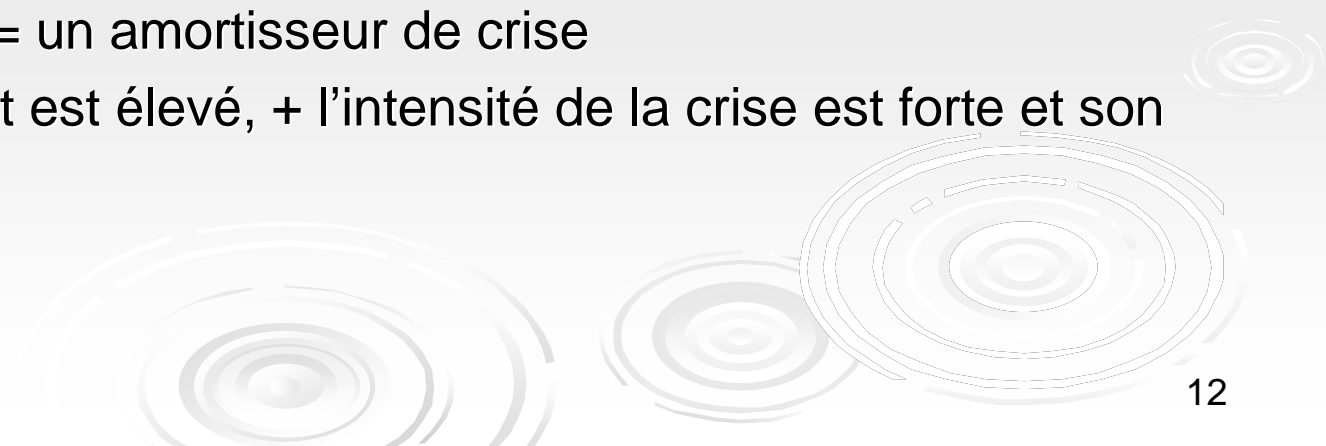 = un amortisseur de crise
t est élevé, + l’intensité de la crise est forte et son
12